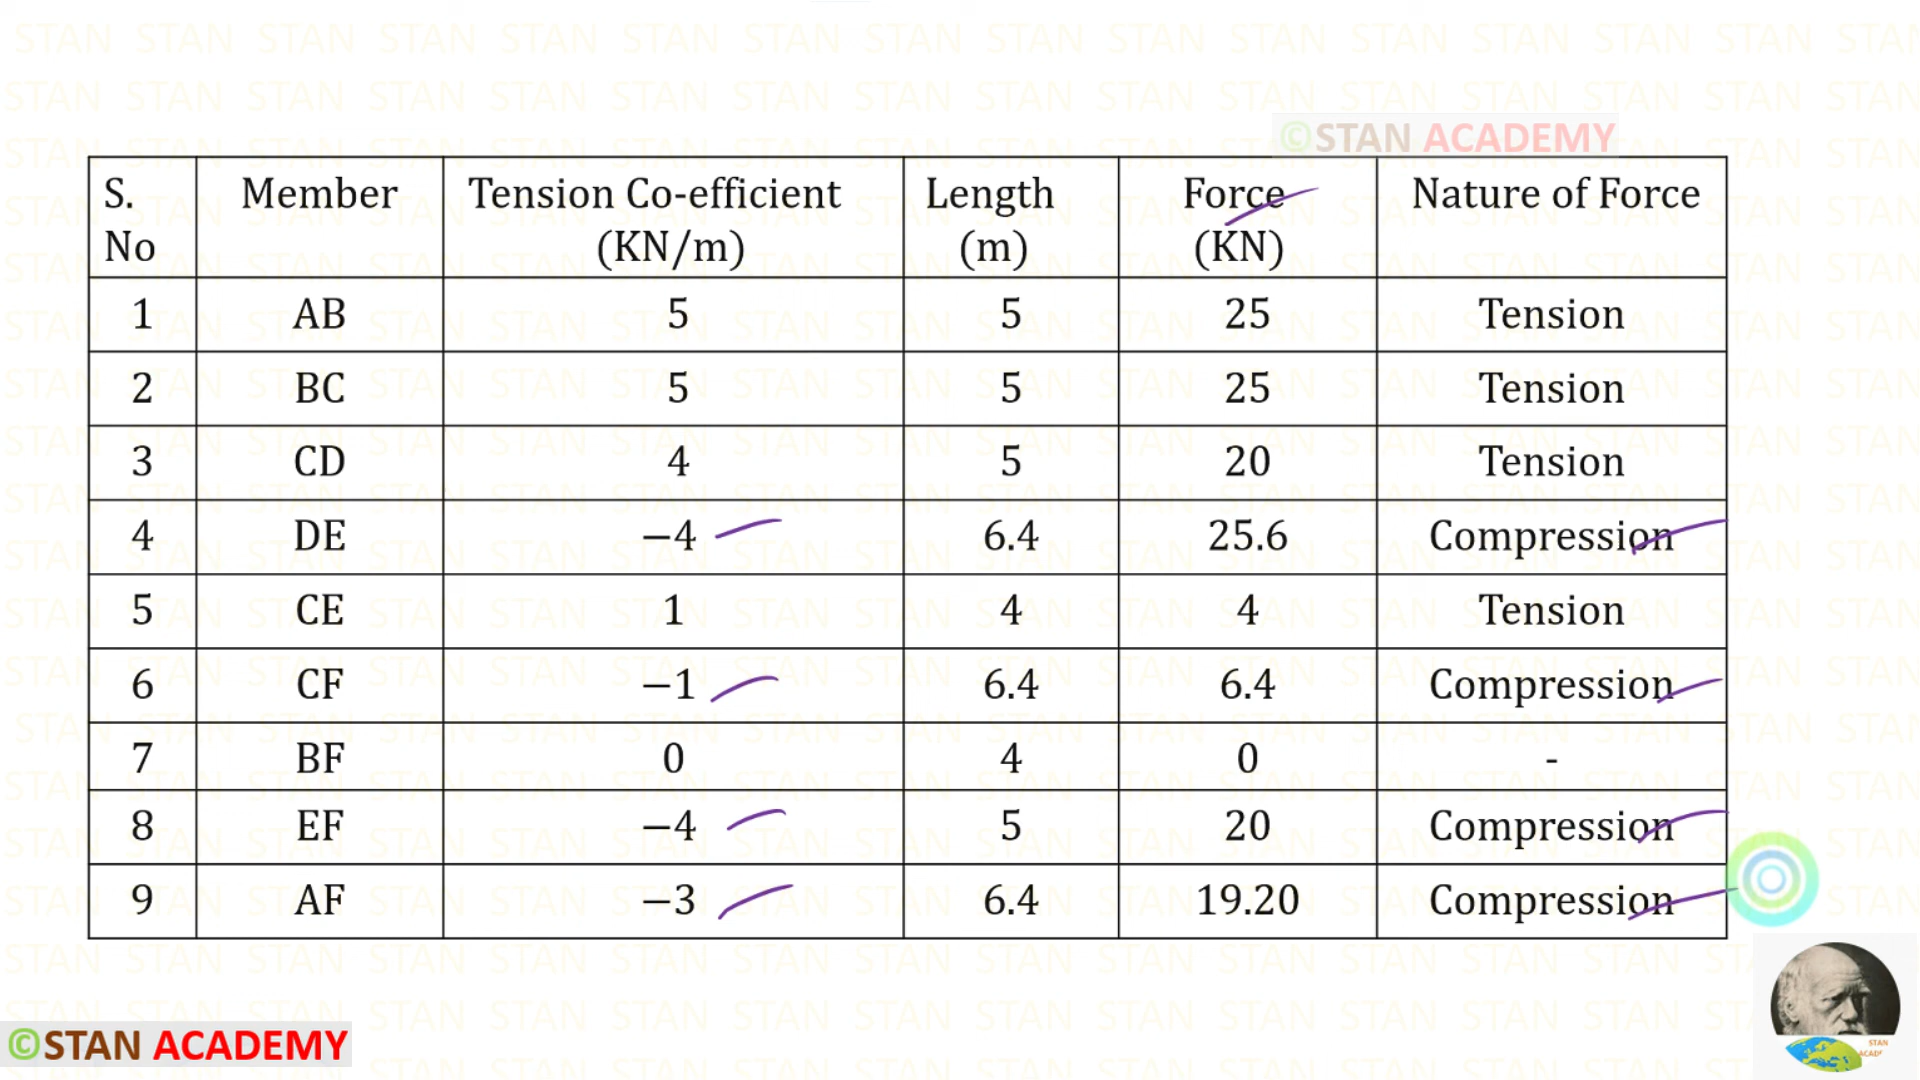 ©STAN ACADEMY
S. No Member Tension Co-efficient (KN/m) Length (m) Force (KN) Nature of Force
1 AB 5 5 25 Tension
2 BC 5 5 25 Tension
3 CD 4 5 20 Tension
4 DE −4 6.4 25.6 Compression
5 CE 1 4 4 Tension
6 CF −1 6.4 6.4 Compression
7 BF 0 4 0 -
8 EF −4 5 20 Compression
9 AF −3 6.4 19.20 Compression
©STAN ACADEMY
STAN